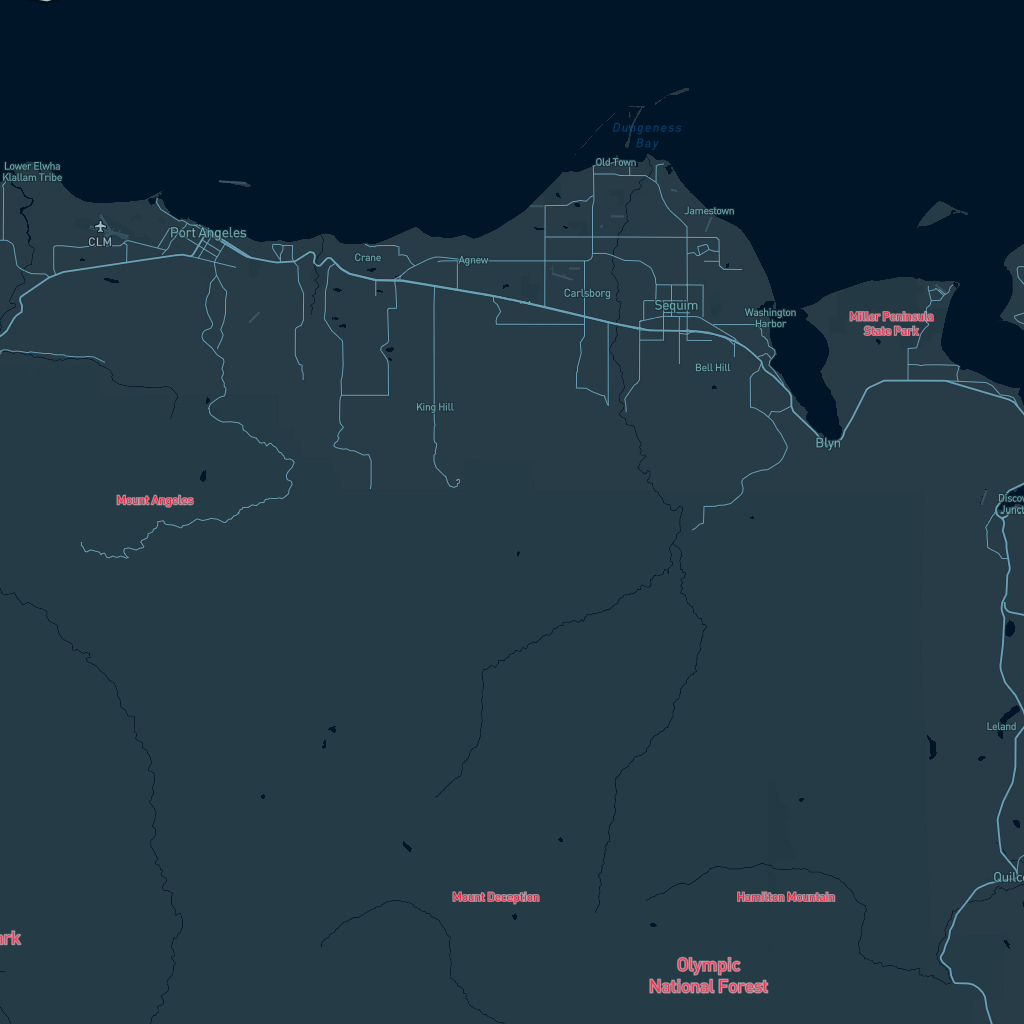 Dungeness
Bay
Old Town
Lower Elwha
Klallam Tribe
Jamestown
CLM
Port Angeles
Crane
Agnew
Carlsborg
Sequim
Washington
Harbor
Miller Peninsula
State Park
Bell Hill
King Hill
Blyn
Mount Angeles
Discov
Junct
Leland
Quilc
Mount Deception
Hamilton Mountain
ark
Olympic
National Forest